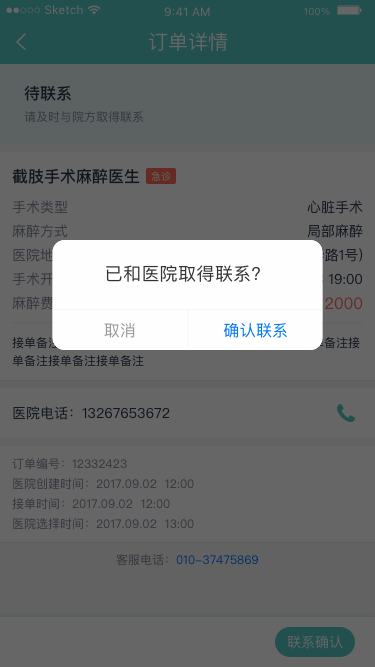 Sketch 9:41 AM 100%
订单详情
待联系
请及时与院方取得联系
截肢手术麻醉医生 急诊
手术类型 心脏手术
麻醉方式 局部麻醉
医院地 路1号)
手术开 19:00
麻醉费 2000
已和医院取得联系?
取消 确认联系
接单备 备注接
单备注接单备注接单备注
医院电话：13267653672
订单编号：12332423
医院创建时间：2017.09.02 12:00
接单时间：2017.09.02 12:00
医院选择时间：2017.09.02 13:00
客服电话：010-37475869
联系确认